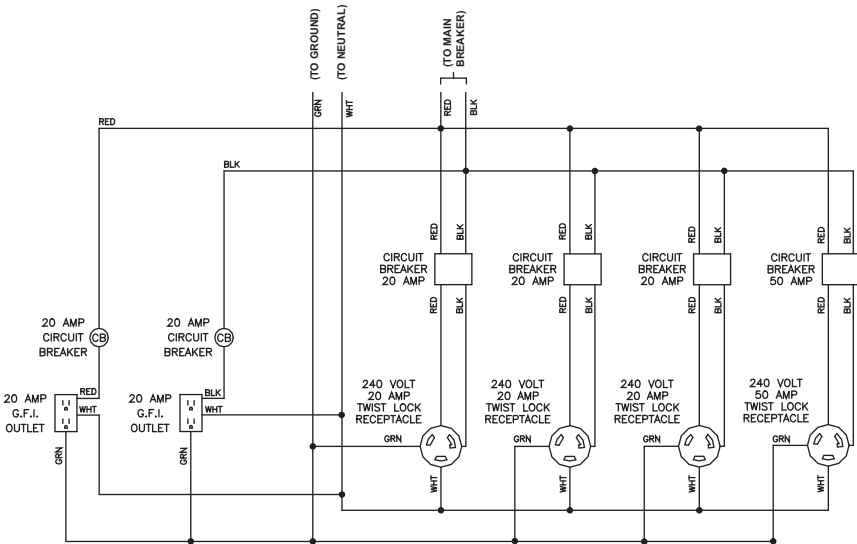 (TO GROUND)
(TO NEUTRAL)
(TO MAIN
BREAKER)
GRN
WHT
RED
BLK
RED
BLK
RED
BLK
RED
BLK
RED
BLK
RED
BLK
CIRCUIT
BREAKER
20 AMP
CIRCUIT
BREAKER
20 AMP
CIRCUIT
BREAKER
20 AMP
CIRCUIT
BREAKER
50 AMP
RED
BLK
RED
BLK
RED
BLK
RED
BLK
20 AMP
CIRCUIT
BREAKER
CB
20 AMP
CIRCUIT
BREAKER
CB
20 AMP
G.F.I.
OUTLET
RED
WHT
GRN
20 AMP
G.F.I.
OUTLET
BLK
WHT
GRN
240 VOLT
20 AMP
TWIST LOCK
RECEPTACLE
GRN
WHT
240 VOLT
20 AMP
TWIST LOCK
RECEPTACLE
GRN
WHT
240 VOLT
20 AMP
TWIST LOCK
RECEPTACLE
GRN
WHT
240 VOLT
50 AMP
TWIST LOCK
RECEPTACLE
GRN
WHT